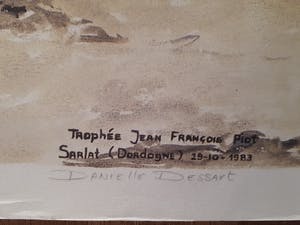 Trophée Jean François Piot
Sarlat (Dordogne) 29-10-1983
Danielle Dessart